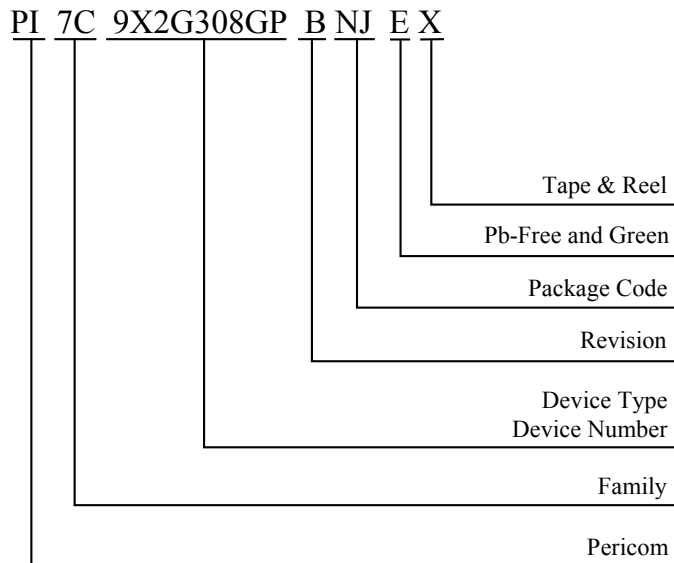 PI 7C 9X2G308GP B NJ E X
Tape & Reel
Pb-Free and Green
Package Code
Revision
Device Type
Device Number
Family
Pericom